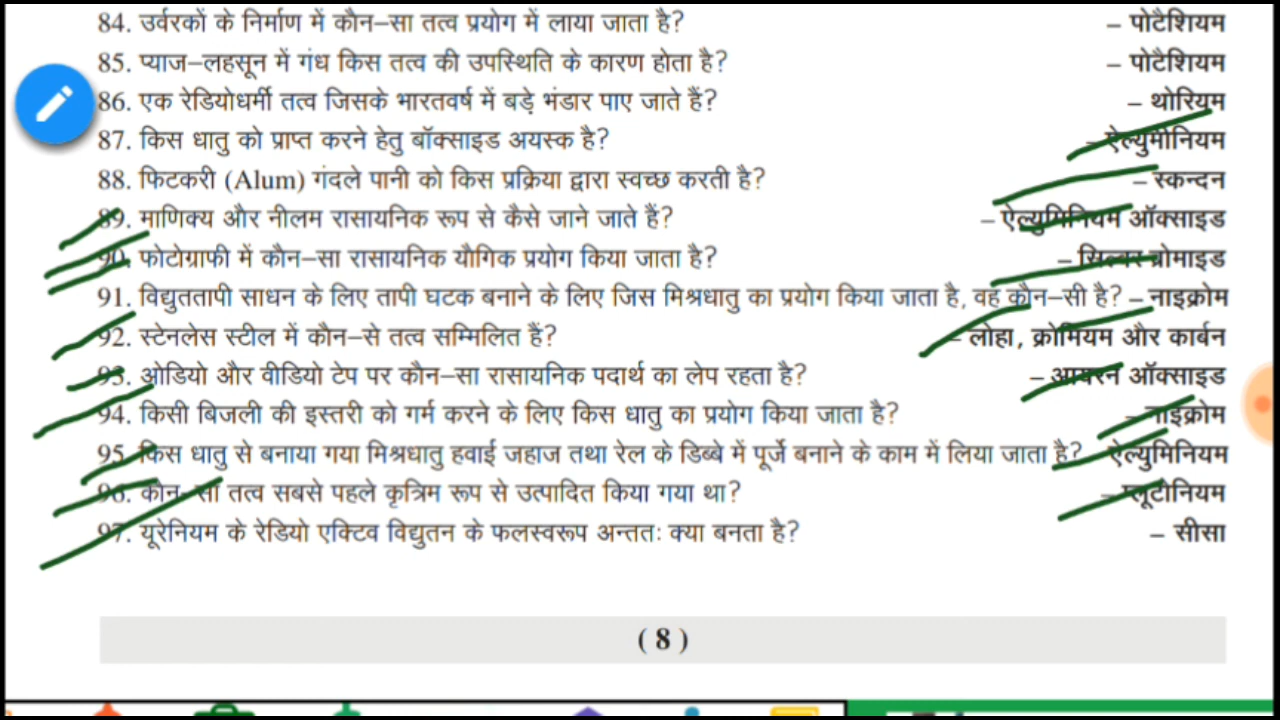 84. उर्वरकों के निर्माण में कौन–सा तत्व प्रयोग में लाया जाता है? – पोटैशियम
85. प्याज–लहसून में गंध किस तत्व की उपस्थिति के कारण होता है? – पोटैशियम
86. एक रेडियोधर्मी तत्व जिसके भारतवर्ष में बड़े भंडार पाए जाते हैं? – थोरियम
87. किस धातु को प्राप्त करने हेतु बॉक्साइड अयस्क है? – ऐल्युमीनियम
88. फिटकरी (Alum) गंदले पानी को किस प्रक्रिया द्वारा स्वच्छ करती है? – स्कन्दन
89. माणिक्य और नीलम रासायनिक रूप से कैसे जाने जाते हैं? – ऐल्युमिनियम ऑक्साइड
90. फोटोग्राफी में कौन–सा रासायनिक यौगिक प्रयोग किया जाता है? – सिल्वर ब्रोमाइड
91. विद्युततापी साधन के लिए तापी घटक बनाने के लिए जिस मिश्रधातु का प्रयोग किया जाता है, वह कौन–सी है? – नाइक्रोम
92. स्टेनलेस स्टील में कौन–से तत्व सम्मिलित हैं? – लोहा, क्रोमियम और कार्बन
93. ओडियो और वीडियो टेप पर कौन–सा रासायनिक पदार्थ का लेप रहता है? – आयरन ऑक्साइड
94. किसी बिजली की इस्तरी को गर्म करने के लिए किस धातु का प्रयोग किया जाता है? – नाइक्रोम
95. किस धातु से बनाया गया मिश्रधातु हवाई जहाज तथा रेल के डिब्बे में पूर्जे बनाने के काम में लिया जाता है? – ऐल्युमिनियम
96. कौन–सा तत्व सबसे पहले कृत्रिम रूप से उत्पादित किया गया था? – प्लूटोनियम
97. यूरेनियम के रेडियो एक्टिव विद्युतन के फलस्वरूप अन्ततः क्या बनता है? – सीसा
( 8 )